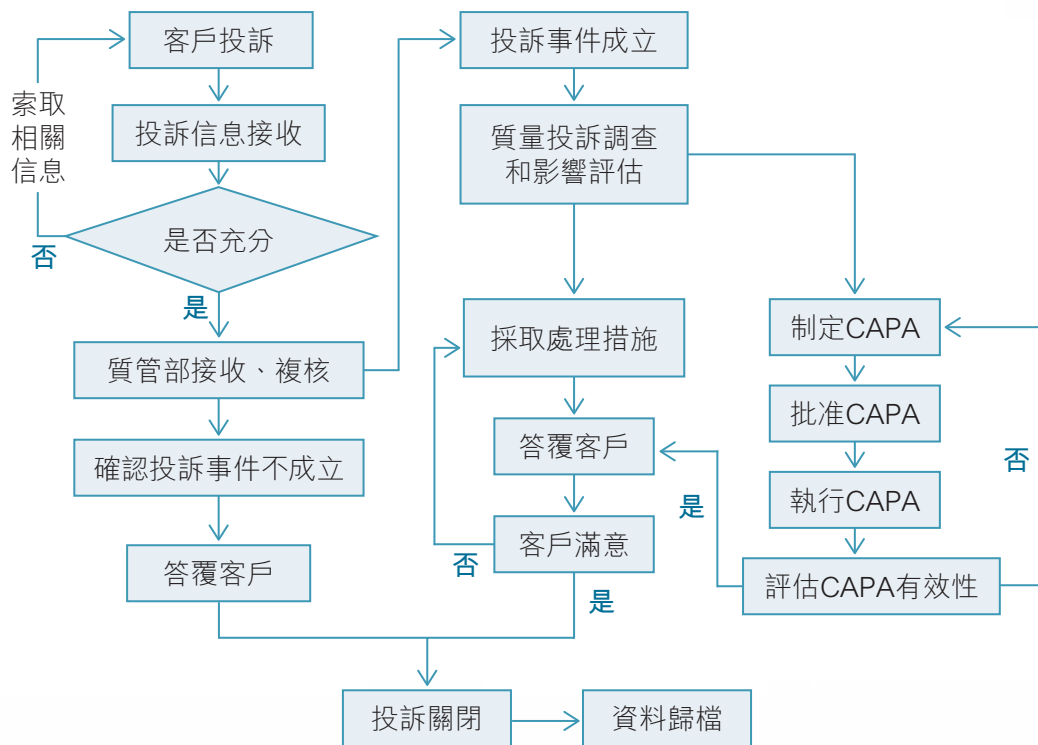 客戶投訴
索取
相關
信息
投訴信息接收
是否充分
否
是
質管部接收、複核
確認投訴事件不成立
答覆客戶
投訴事件成立
質量投訴調查
和影響評估
採取處理措施
答覆客戶
客戶滿意
否
是
制定CAPA
批准CAPA
執行CAPA
評估CAPA有效性
是
否
投訴關閉
資料歸檔